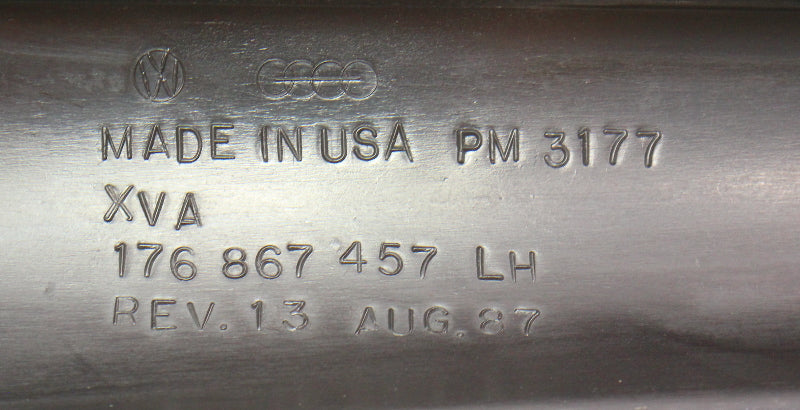 MADE IN USA PM 3177
XVA
176 867 457 LH
REV. 13 AUG. 87